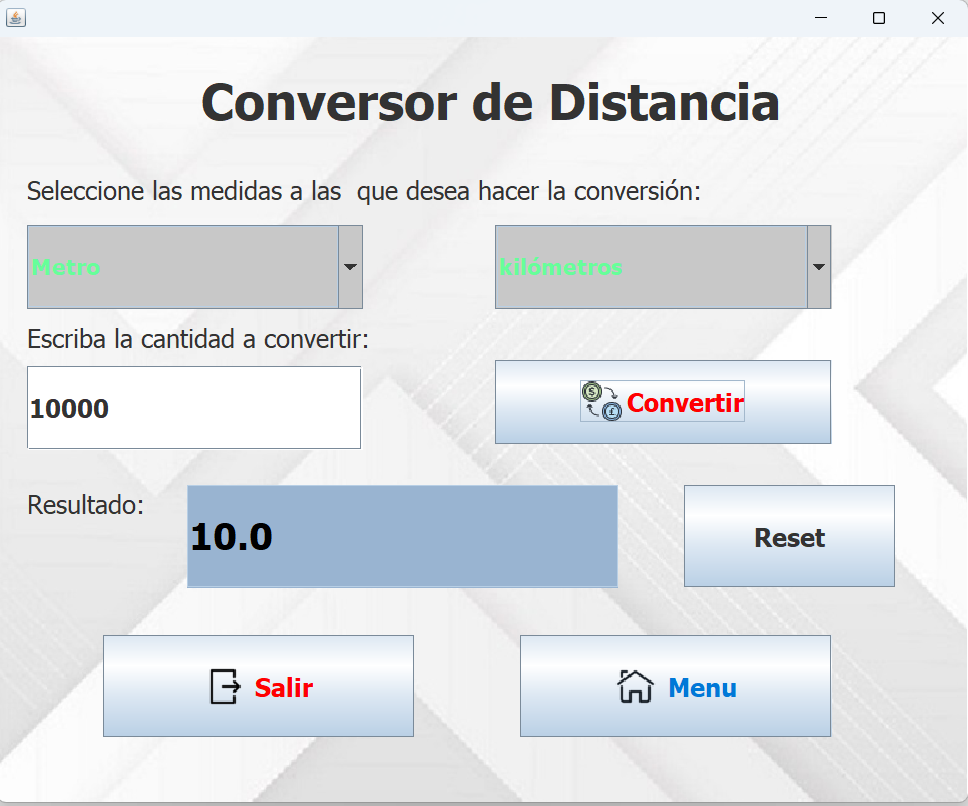 Conversor de Distancia
Seleccione las medidas a las  que desea hacer la conversión:
Metro
kilómetros
Escriba la cantidad a convertir:
10000
$ £ Convertir
Resultado:
10.0
Reset
Salir
Menu